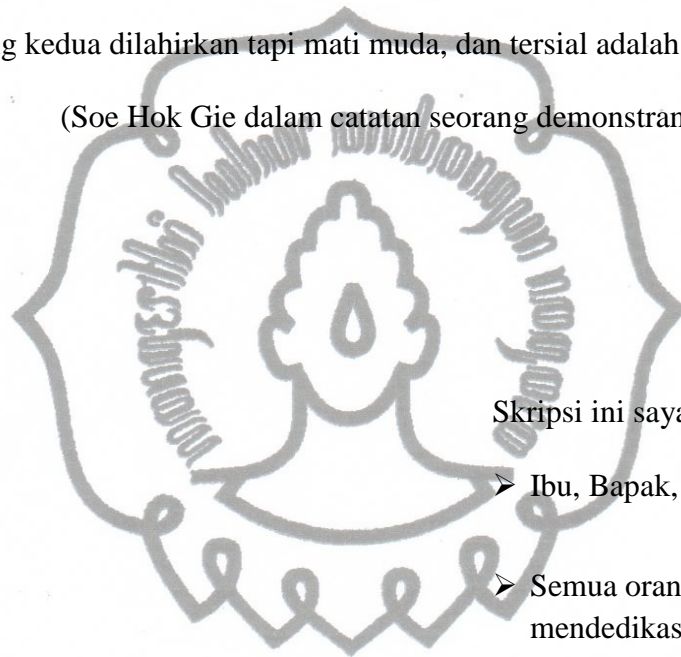 g kedua dilahirkan tapi mati muda, dan tersial adalah
(Soe Hok Gie dalam catatan seorang demonstran
Skripsi ini saya
➢ Ibu, Bapak,
➢ Semua oran
mendedikas